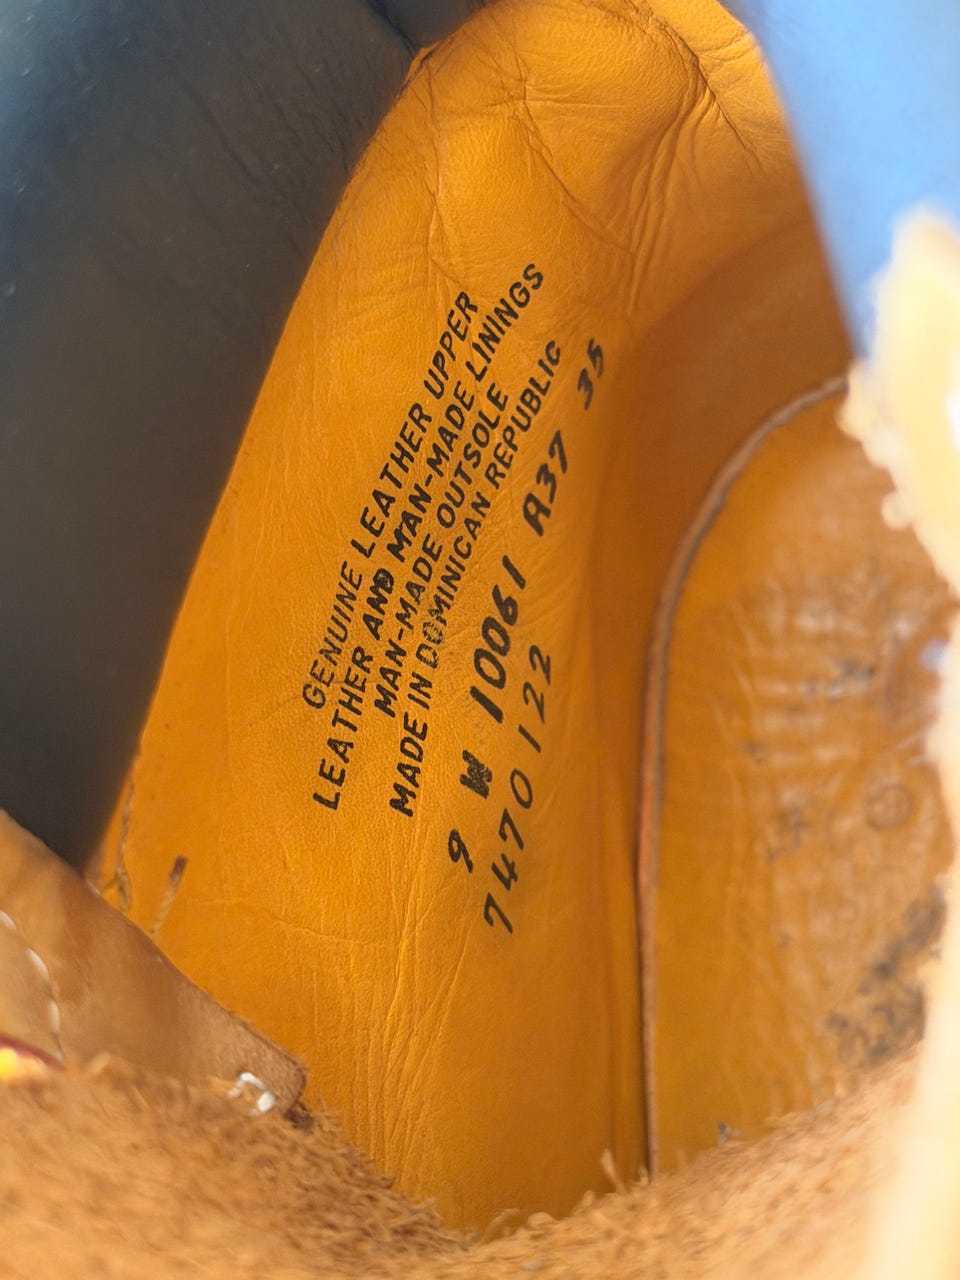 GENUINE LEATHER UPPER
LEATHER AND MAN-MADE LININGS
MAN-MADE OUTSOLE
MADE IN DOMINICAN REPUBLIC
9 W 10061 A37 35
7470122